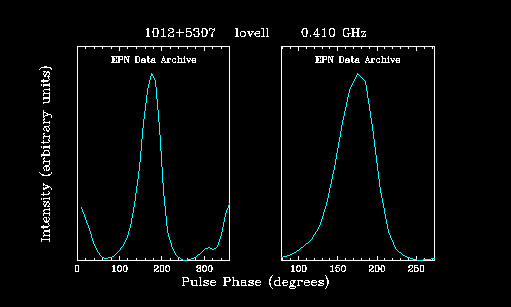 1012+5307 lovell 0.410 GHz
EPN Data Archive EPN Data Archive
Intensity (arbitrary units)
0 100 200 300 100 150 200 250
Pulse Phase (degrees)